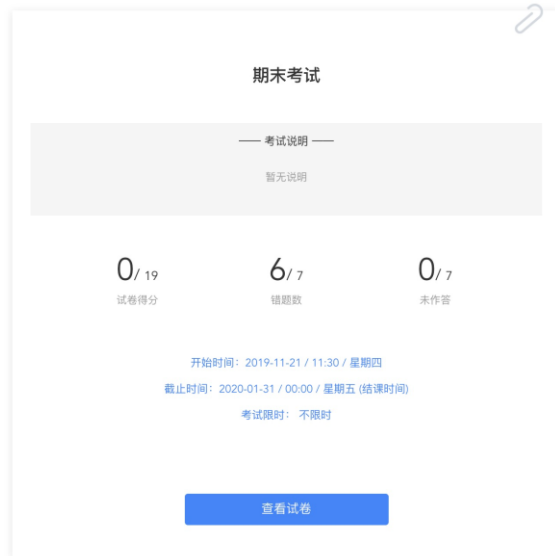 期末考试
—— 考试说明 ——
暂无说明
0/ 19 6/ 7 0/ 7
试卷得分 错题数 未作答
开始时间：2019-11-21 / 11:30 / 星期四
截止时间：2020-01-31 / 00:00 / 星期五 (结课时间)
考试限时： 不限时
查看试卷